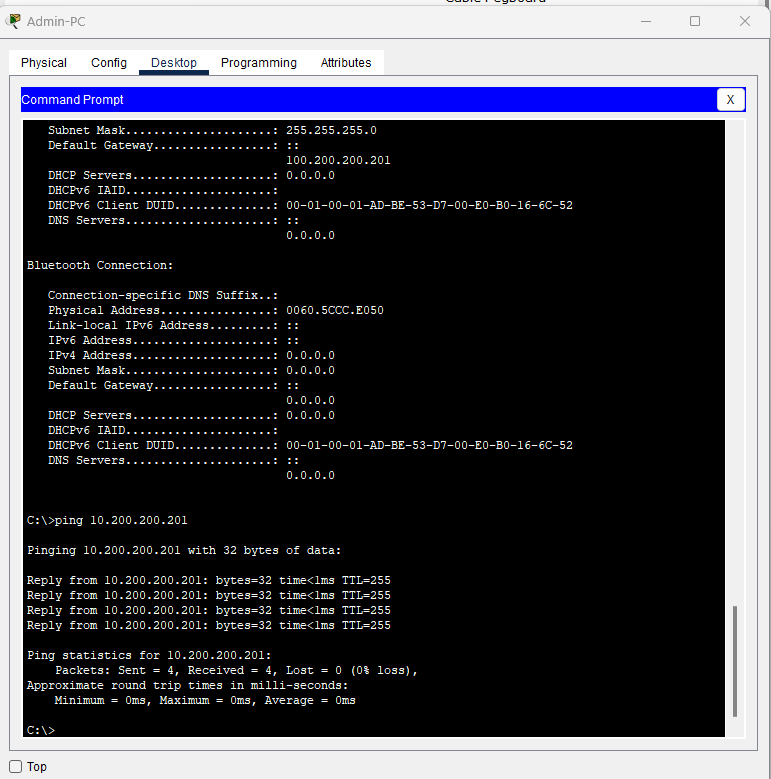 Admin-PC
Physical Config Desktop Programming Attributes
Command Prompt X
Subnet Mask.....................: 255.255.255.0
Default Gateway.................: ::
100.200.200.201
DHCP Servers....................: 0.0.0.0
DHCPv6 IAID.....................:
DHCPv6 Client DUID..............: 00-01-00-01-AD-BE-53-D7-00-E0-B0-16-6C-52
DNS Servers.....................: ::
0.0.0.0
Bluetooth Connection:
Connection-specific DNS Suffix..:
Physical Address................: 0060.5CCC.E050
Link-local IPv6 Address.........: ::
IPv6 Address....................: ::
IPv4 Address....................: 0.0.0.0
Subnet Mask.....................: 0.0.0.0
Default Gateway.................: ::
0.0.0.0
DHCP Servers....................: 0.0.0.0
DHCPv6 IAID.....................:
DHCPv6 Client DUID..............: 00-01-00-01-AD-BE-53-D7-00-E0-B0-16-6C-52
DNS Servers.....................: ::
0.0.0.0
C:\>ping 10.200.200.201
Pinging 10.200.200.201 with 32 bytes of data:
Reply from 10.200.200.201: bytes=32 time<1ms TTL=255
Reply from 10.200.200.201: bytes=32 time<1ms TTL=255
Reply from 10.200.200.201: bytes=32 time<1ms TTL=255
Reply from 10.200.200.201: bytes=32 time<1ms TTL=255
Ping statistics for 10.200.200.201:
Packets: Sent = 4, Received = 4, Lost = 0 (0% loss),
Approximate round trip times in milli-seconds:
Minimum = 0ms, Maximum = 0ms, Average = 0ms
C:\>
Top